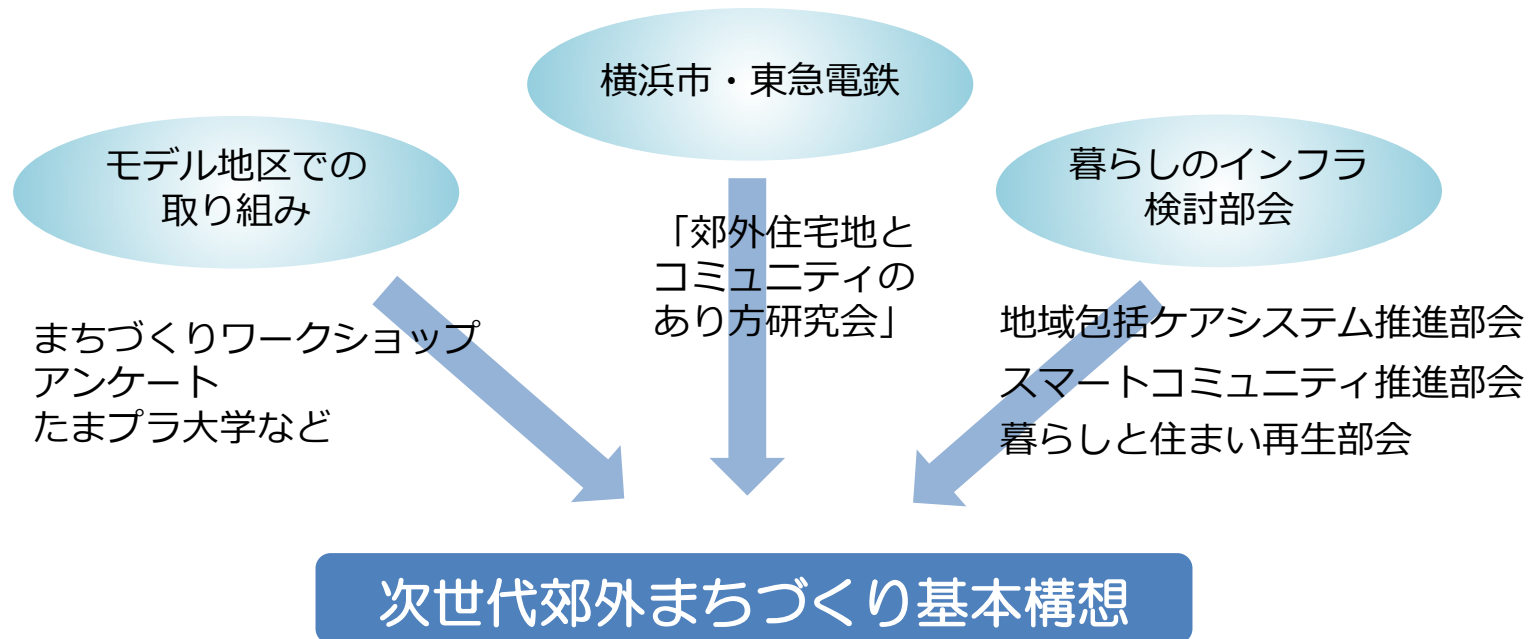 横浜市・東急電鉄
モデル地区での
取り組み
暮らしのインフラ
検討部会
「郊外住宅地と
コミュニティの
あり方研究会」
まちづくりワークショップ
アンケート
たまプラ大学など
地域包括ケアシステム推進部会
スマートコミュニティ推進部会
暮らしと住まい再生部会
次世代郊外まちづくり基本構想